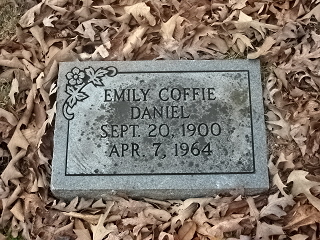 EMILY COFFIE
DANIEL
SEPT. 20, 1900
APR. 7, 1964